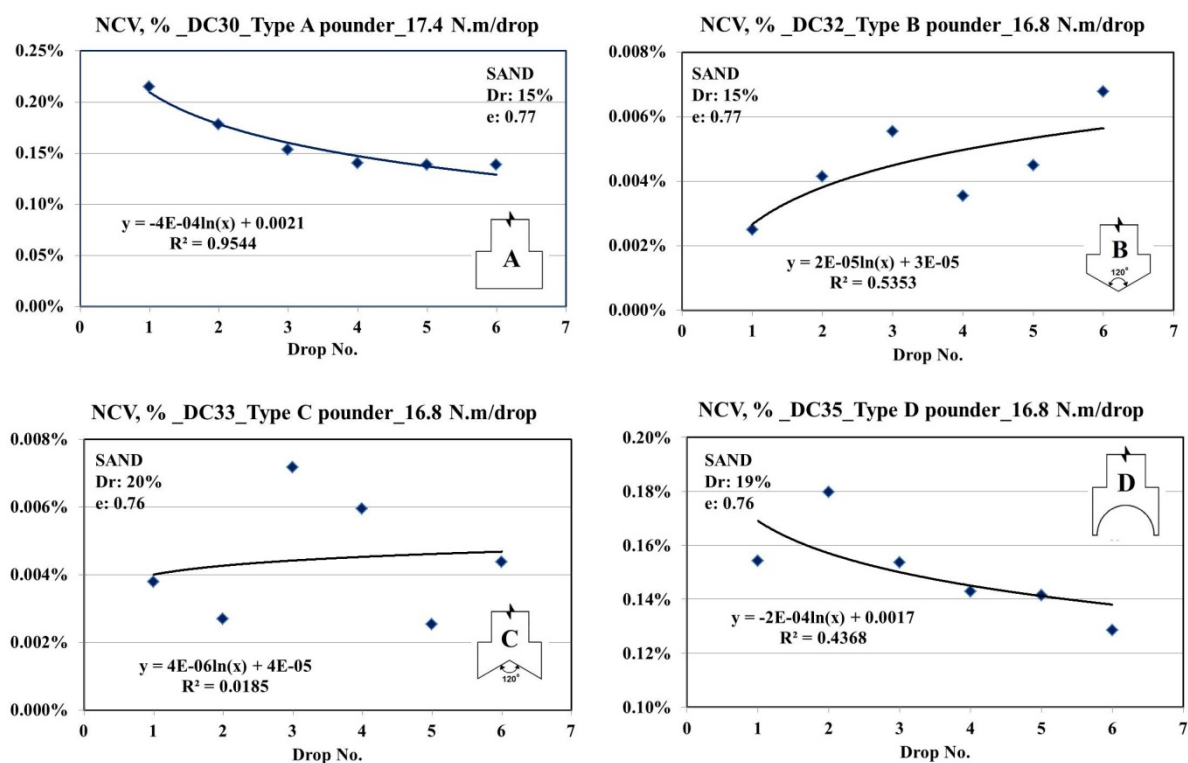 NCV, % _DC30_Type A pounder_17.4 N.m/drop
0.25%
0.20%
0.15%
0.10%
0.05%
0.00%
SAND
Dr: 15%
e: 0.77
y = -4E-04ln(x) + 0.0021
R² = 0.9544
A
0 1 2 3 4 5 6 7
Drop No.
NCV, % _DC32_Type B pounder_16.8 N.m/drop
0.008%
0.006%
0.004%
0.002%
0.000%
SAND
Dr: 15%
e: 0.77
y = 2E-05ln(x) + 3E-05
R² = 0.5353
B
120°
0 1 2 3 4 5 6 7
Drop No.
NCV, % _DC33_Type C pounder_16.8 N.m/drop
0.008%
0.006%
0.004%
0.002%
0.000%
SAND
Dr: 20%
e: 0.76
y = 4E-06ln(x) + 4E-05
R² = 0.0185
C
120°
0 1 2 3 4 5 6 7
Drop No.
NCV, % _DC35_Type D pounder_16.8 N.m/drop
0.20%
0.18%
0.16%
0.14%
0.12%
0.10%
SAND
Dr: 19%
e: 0.76
y = -2E-04ln(x) + 0.0017
R² = 0.4368
D
0 1 2 3 4 5 6 7
Drop No.